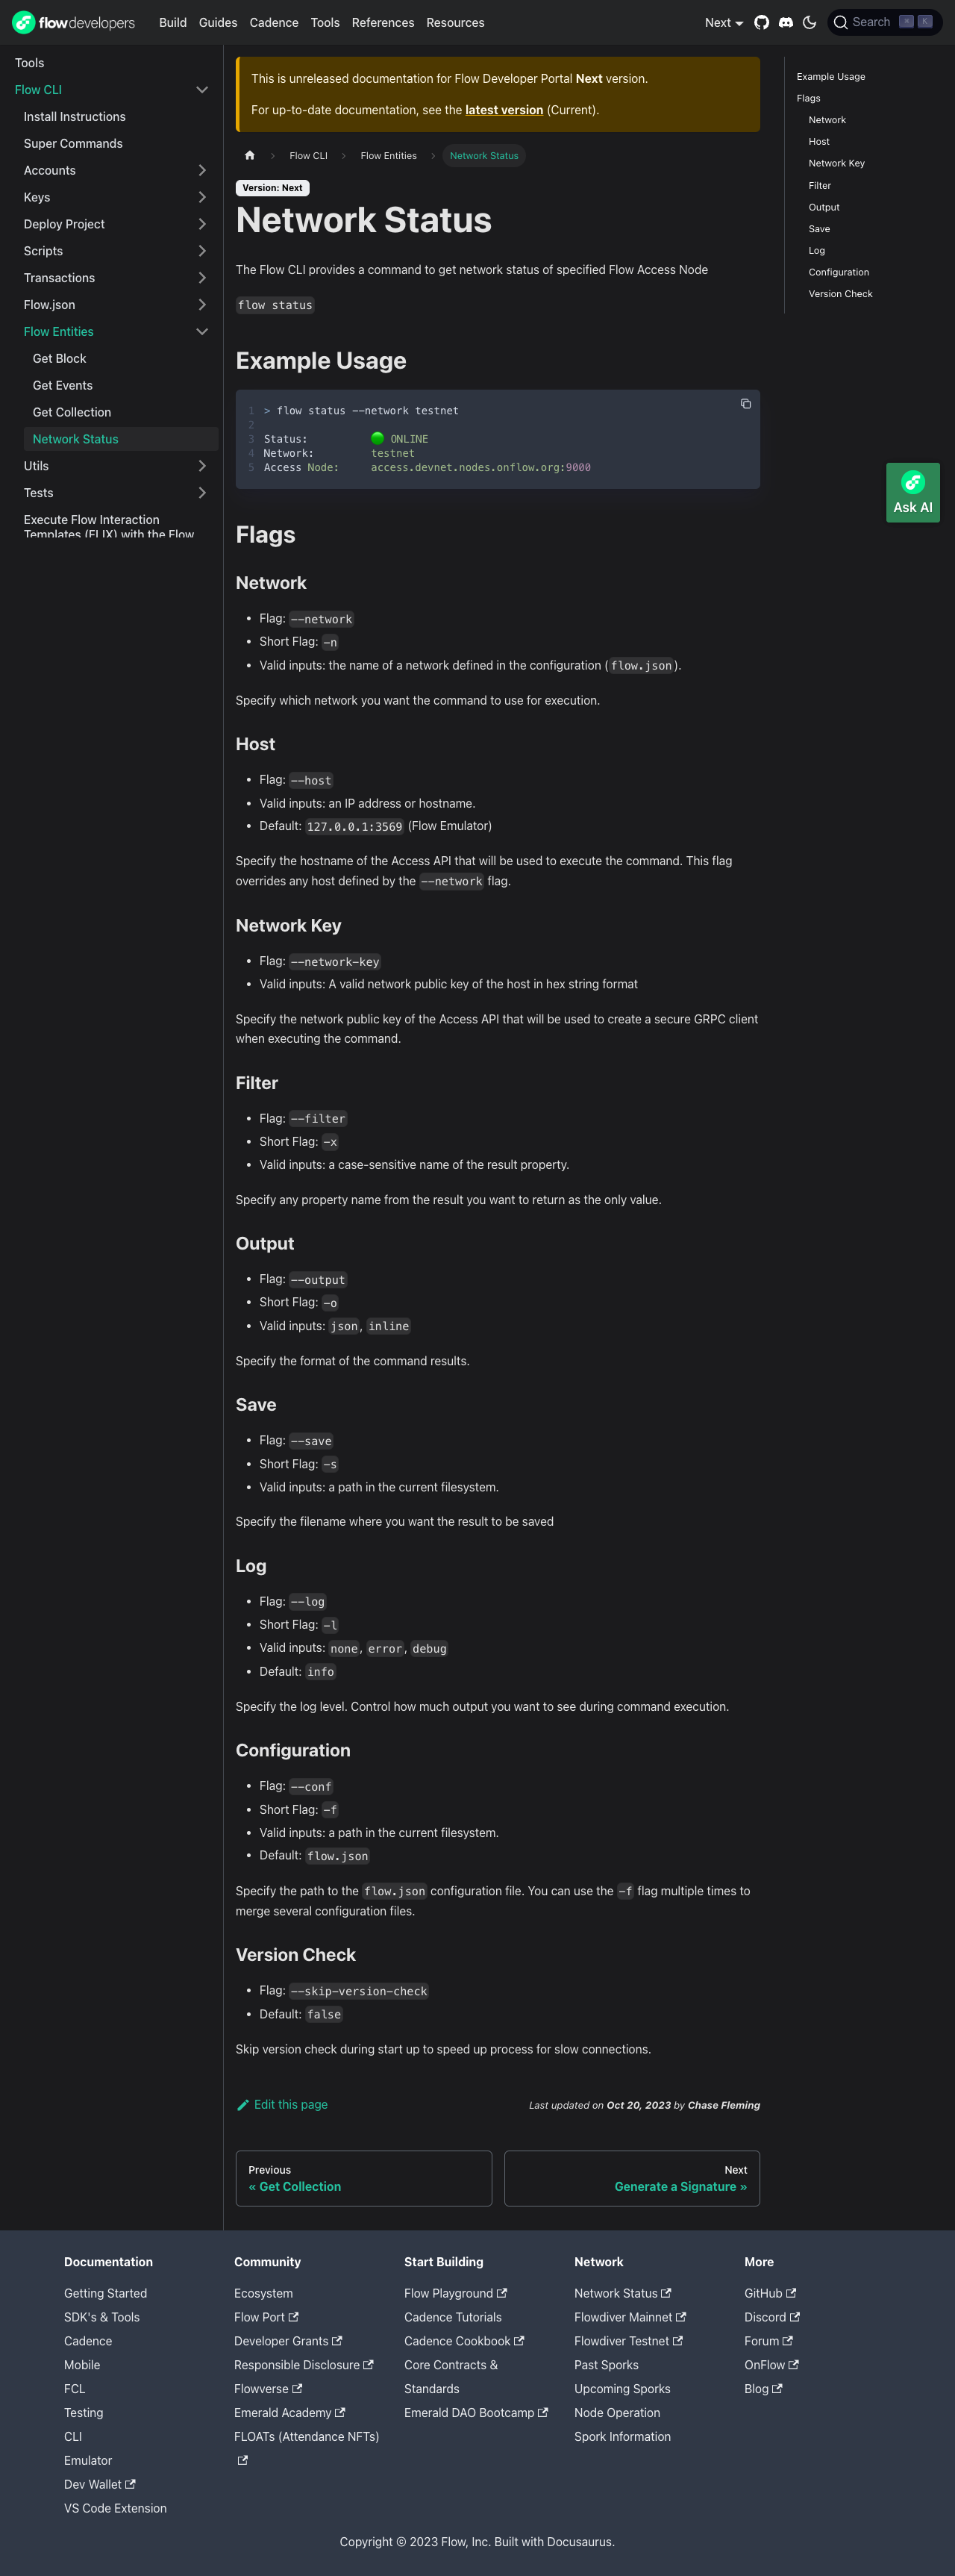 flowdevelopers Build Guides Cadence Tools References Resources Next Search ⌘ K
Tools
Flow CLI
Install Instructions
Super Commands
Accounts
Keys
Deploy Project
Scripts
Transactions
Flow.json
Flow Entities
Get Block
Get Events
Get Collection
Network Status
Utils
Tests
Execute Flow Interaction
Templates (FLIX) with the Flow
This is unreleased documentation for Flow Developer Portal Next version.
For up-to-date documentation, see the latest version (Current).
Flow CLI > Flow Entities > Network Status
Version: Next
Network Status
The Flow CLI provides a command to get network status of specified Flow Access Node
flow status
Example Usage
1 > flow status --network testnet
2
3 Status: 🟢 ONLINE
4 Network: testnet
5 Access Node: access.devnet.nodes.onflow.org:9000
Flags
Network
• Flag: --network
• Short Flag: -n
• Valid inputs: the name of a network defined in the configuration (flow.json).
Specify which network you want the command to use for execution.
Host
• Flag: --host
• Valid inputs: an IP address or hostname.
• Default: 127.0.0.1:3569 (Flow Emulator)
Specify the hostname of the Access API that will be used to execute the command. This flag
overrides any host defined by the --network flag.
Network Key
• Flag: --network-key
• Valid inputs: A valid network public key of the host in hex string format
Specify the network public key of the Access API that will be used to create a secure GRPC client
when executing the command.
Filter
• Flag: --filter
• Short Flag: -x
• Valid inputs: a case-sensitive name of the result property.
Specify any property name from the result you want to return as the only value.
Output
• Flag: --output
• Short Flag: -o
• Valid inputs: json, inline
Specify the format of the command results.
Save
• Flag: --save
• Short Flag: -s
• Valid inputs: a path in the current filesystem.
Specify the filename where you want the result to be saved
Log
• Flag: --log
• Short Flag: -l
• Valid inputs: none, error, debug
• Default: info
Specify the log level. Control how much output you want to see during command execution.
Configuration
• Flag: --conf
• Short Flag: -f
• Valid inputs: a path in the current filesystem.
• Default: flow.json
Specify the path to the flow.json configuration file. You can use the -f flag multiple times to
merge several configuration files.
Version Check
• Flag: --skip-version-check
• Default: false
Skip version check during start up to speed up process for slow connections.
Edit this page
Last updated on Oct 20, 2023 by Chase Fleming
Previous
« Get Collection
Next
Generate a Signature »
Example Usage
Flags
Network
Host
Network Key
Filter
Output
Save
Log
Configuration
Version Check
Ask AI
Documentation
Getting Started
SDK's & Tools
Cadence
Mobile
FCL
Testing
CLI
Emulator
Dev Wallet
VS Code Extension
Community
Ecosystem
Flow Port
Developer Grants
Responsible Disclosure
Flowverse
Emerald Academy
FLOATs (Attendance NFTs)
Start Building
Flow Playground
Cadence Tutorials
Cadence Cookbook
Core Contracts &
Standards
Emerald DAO Bootcamp
Network
Network Status
Flowdiver Mainnet
Flowdiver Testnet
Past Sporks
Upcoming Sporks
Node Operation
Spork Information
More
GitHub
Discord
Forum
OnFlow
Blog
Copyright © 2023 Flow, Inc. Built with Docusaurus.